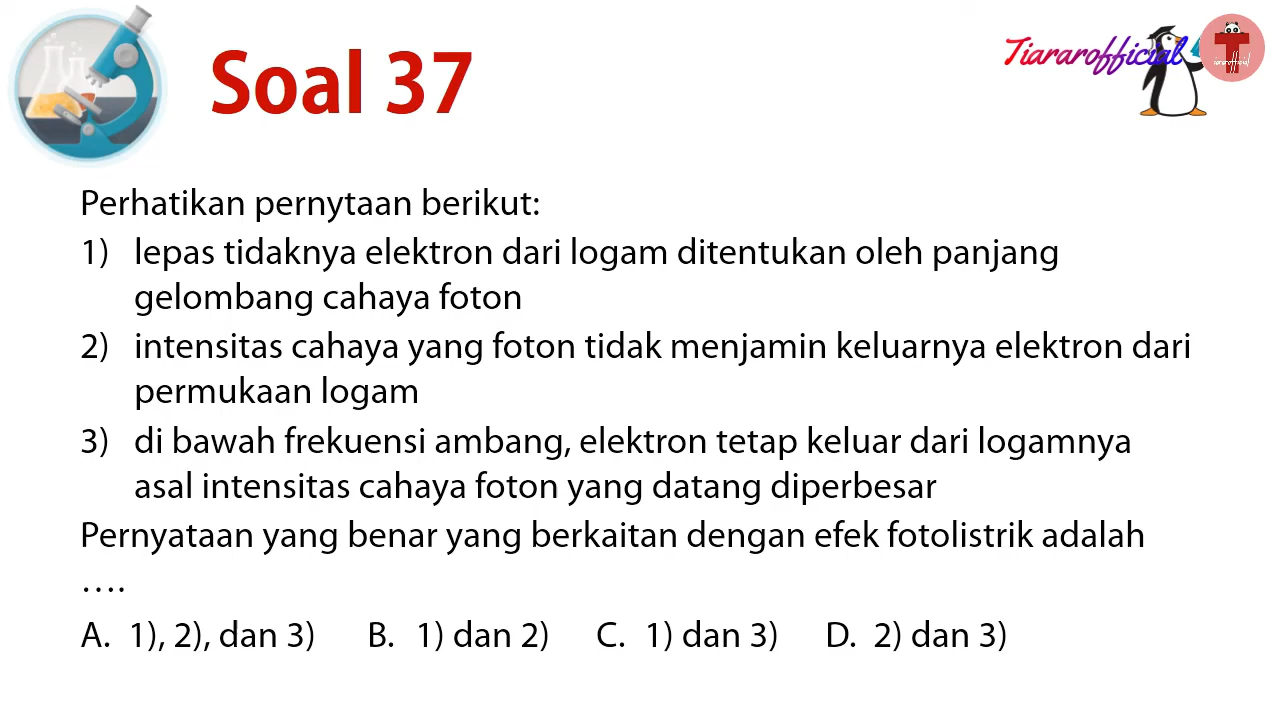 Soal 37
Tiararofficial
T
tiararofficial
Perhatikan pernytaan berikut:
1) lepas tidaknya elektron dari logam ditentukan oleh panjang
gelombang cahaya foton
2) intensitas cahaya yang foton tidak menjamin keluarnya elektron dari
permukaan logam
3) di bawah frekuensi ambang, elektron tetap keluar dari logamnya
asal intensitas cahaya foton yang datang diperbesar
Pernyataan yang benar yang berkaitan dengan efek fotolistrik adalah
….
A. 1), 2), dan 3) B. 1) dan 2) C. 1) dan 3) D. 2) dan 3)